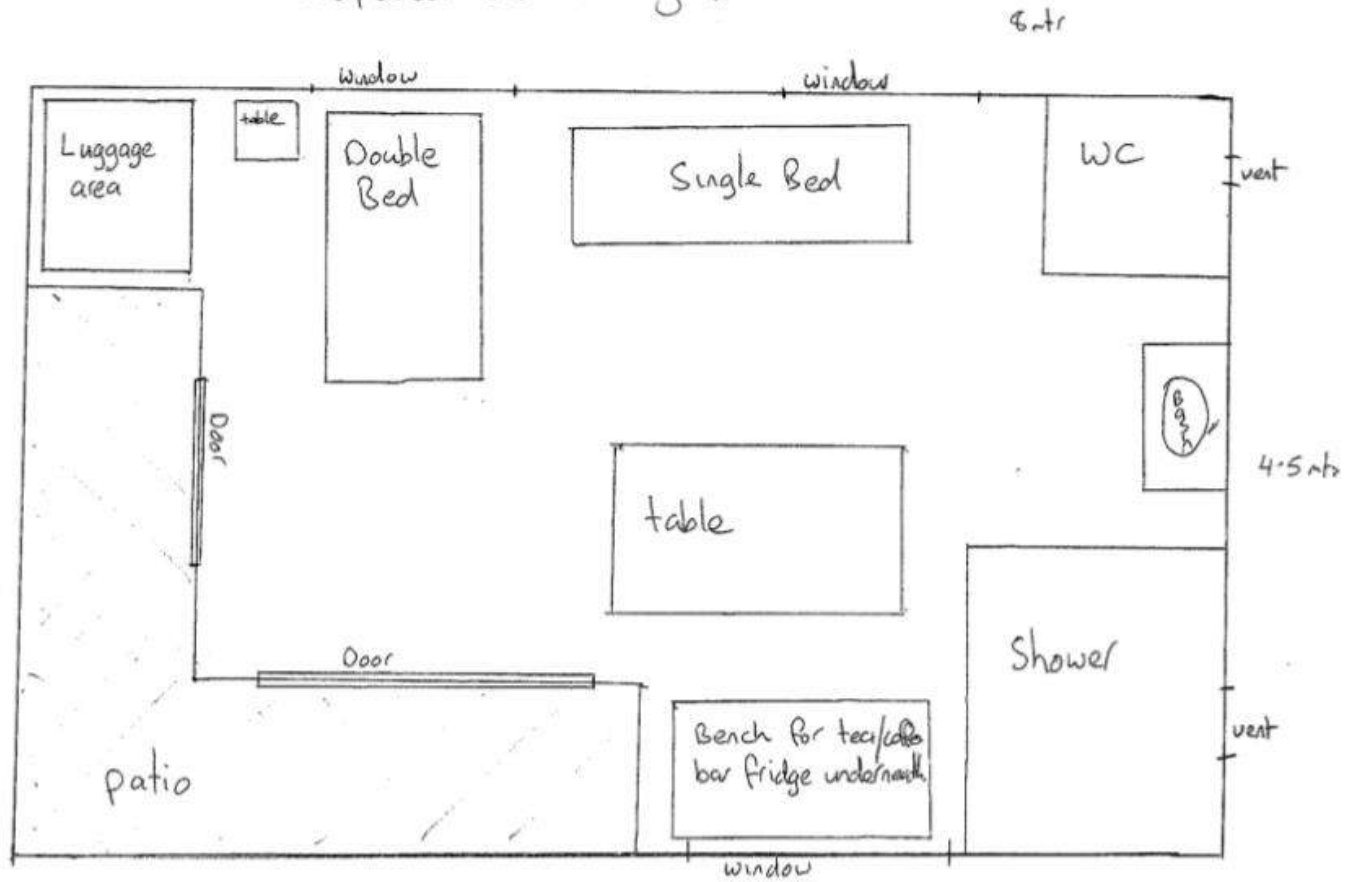 8 mtr
window
window
Luggage
area
table
Double
Bed
Single Bed
WC
vent
Door
Basin
4.5 mtr
table
Door
Shower
Bench for tea/coffee
bar fridge underneath
vent
patio
window